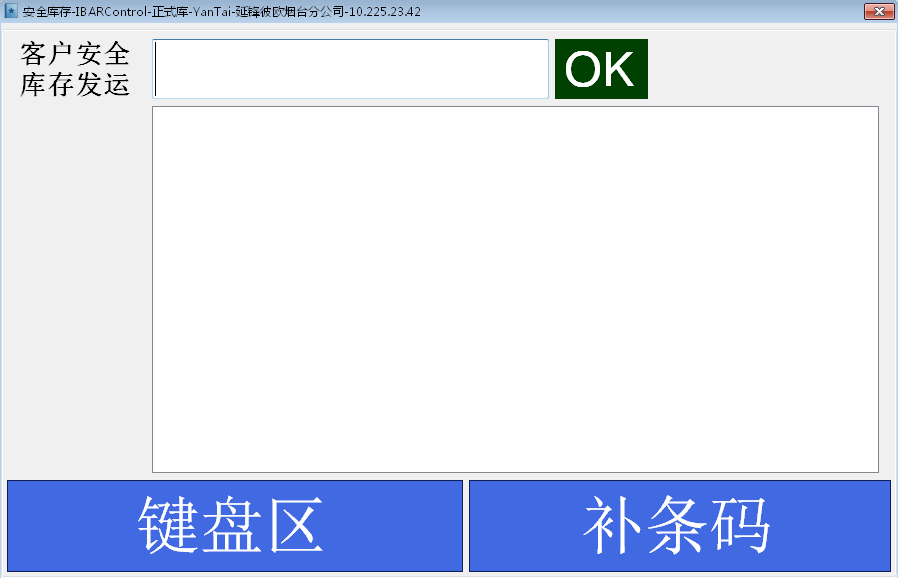 安全库存-IBARControl-正式库-YanTai-延锋彼欧烟台分公司-10.225.23.42
客户安全
库存发运
OK
键盘区
补条码